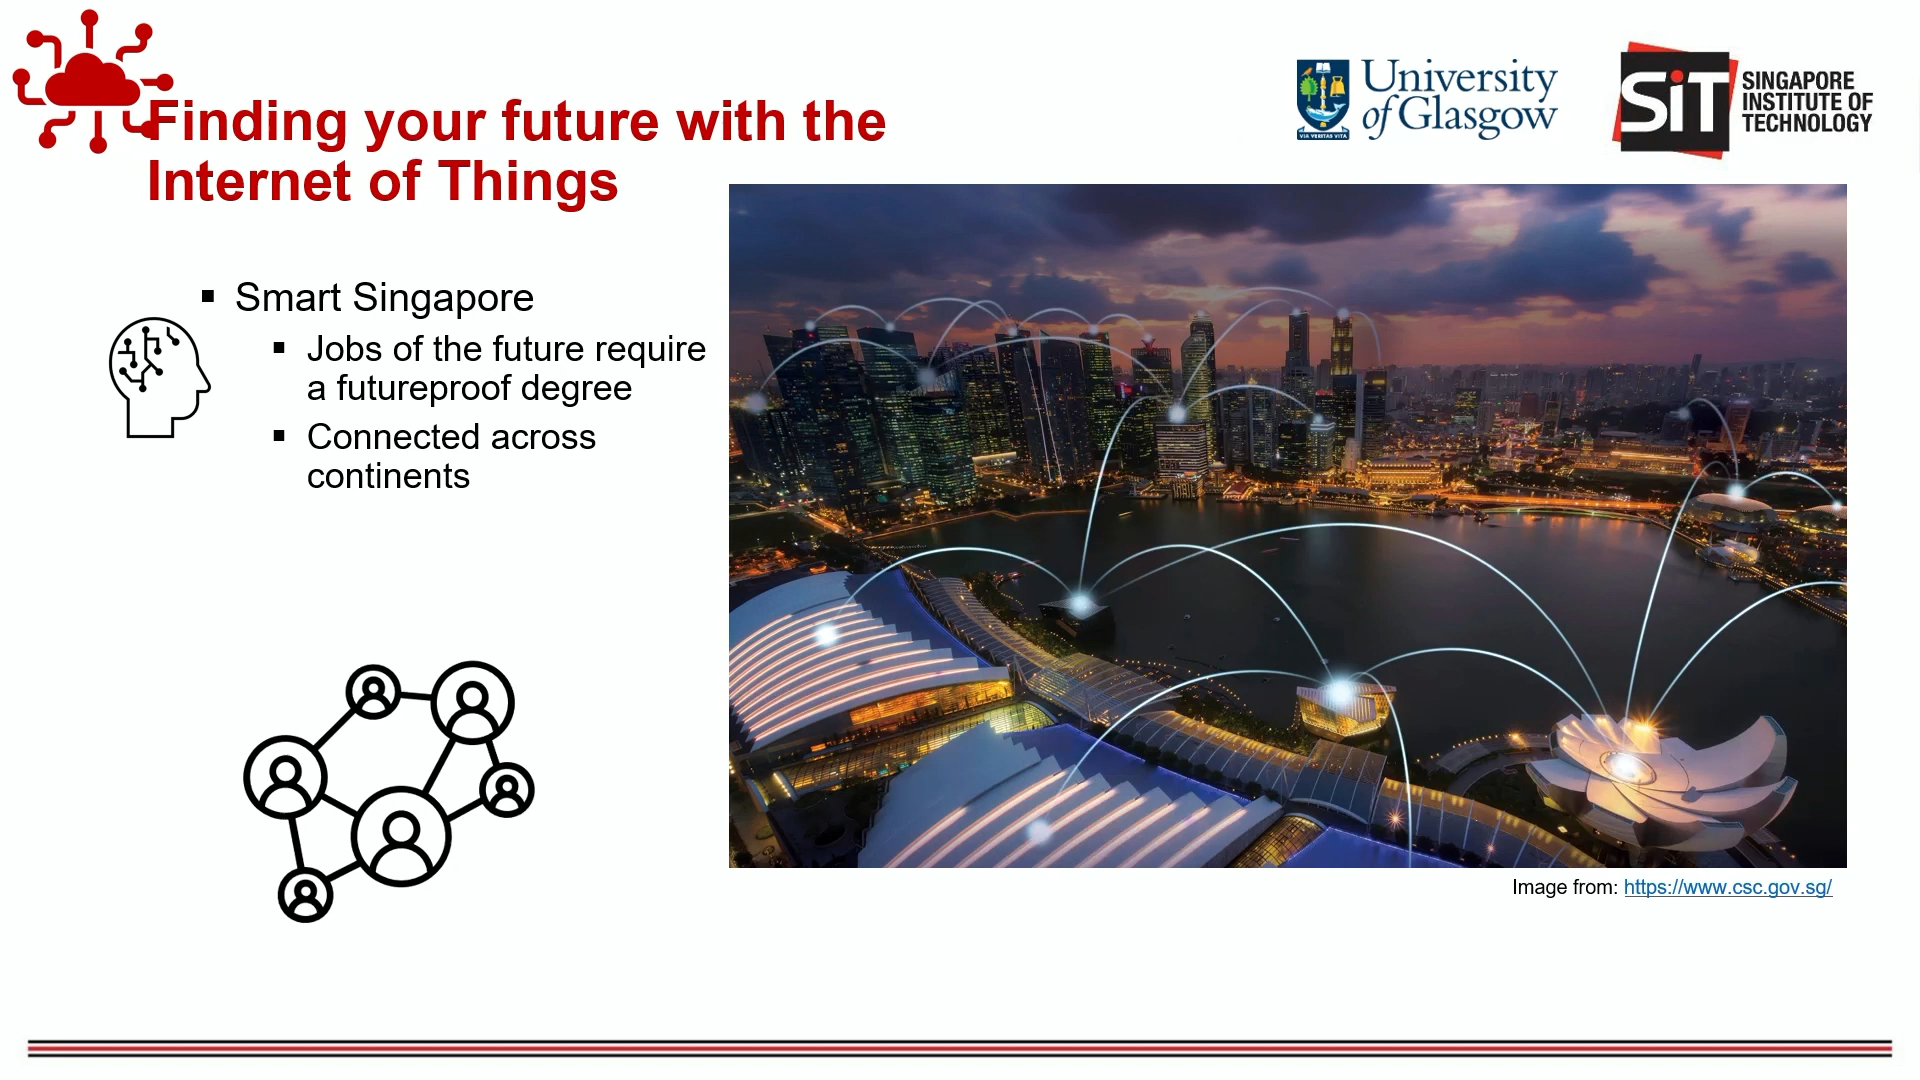 Finding your future with the
Internet of Things
University
of Glasgow
VIA VERITAS VITA
SiT
SINGAPORE
INSTITUTE OF
TECHNOLOGY
▪ Smart Singapore
▪ Jobs of the future require
a futureproof degree
▪ Connected across
continents
Image from: https://www.csc.gov.sg/